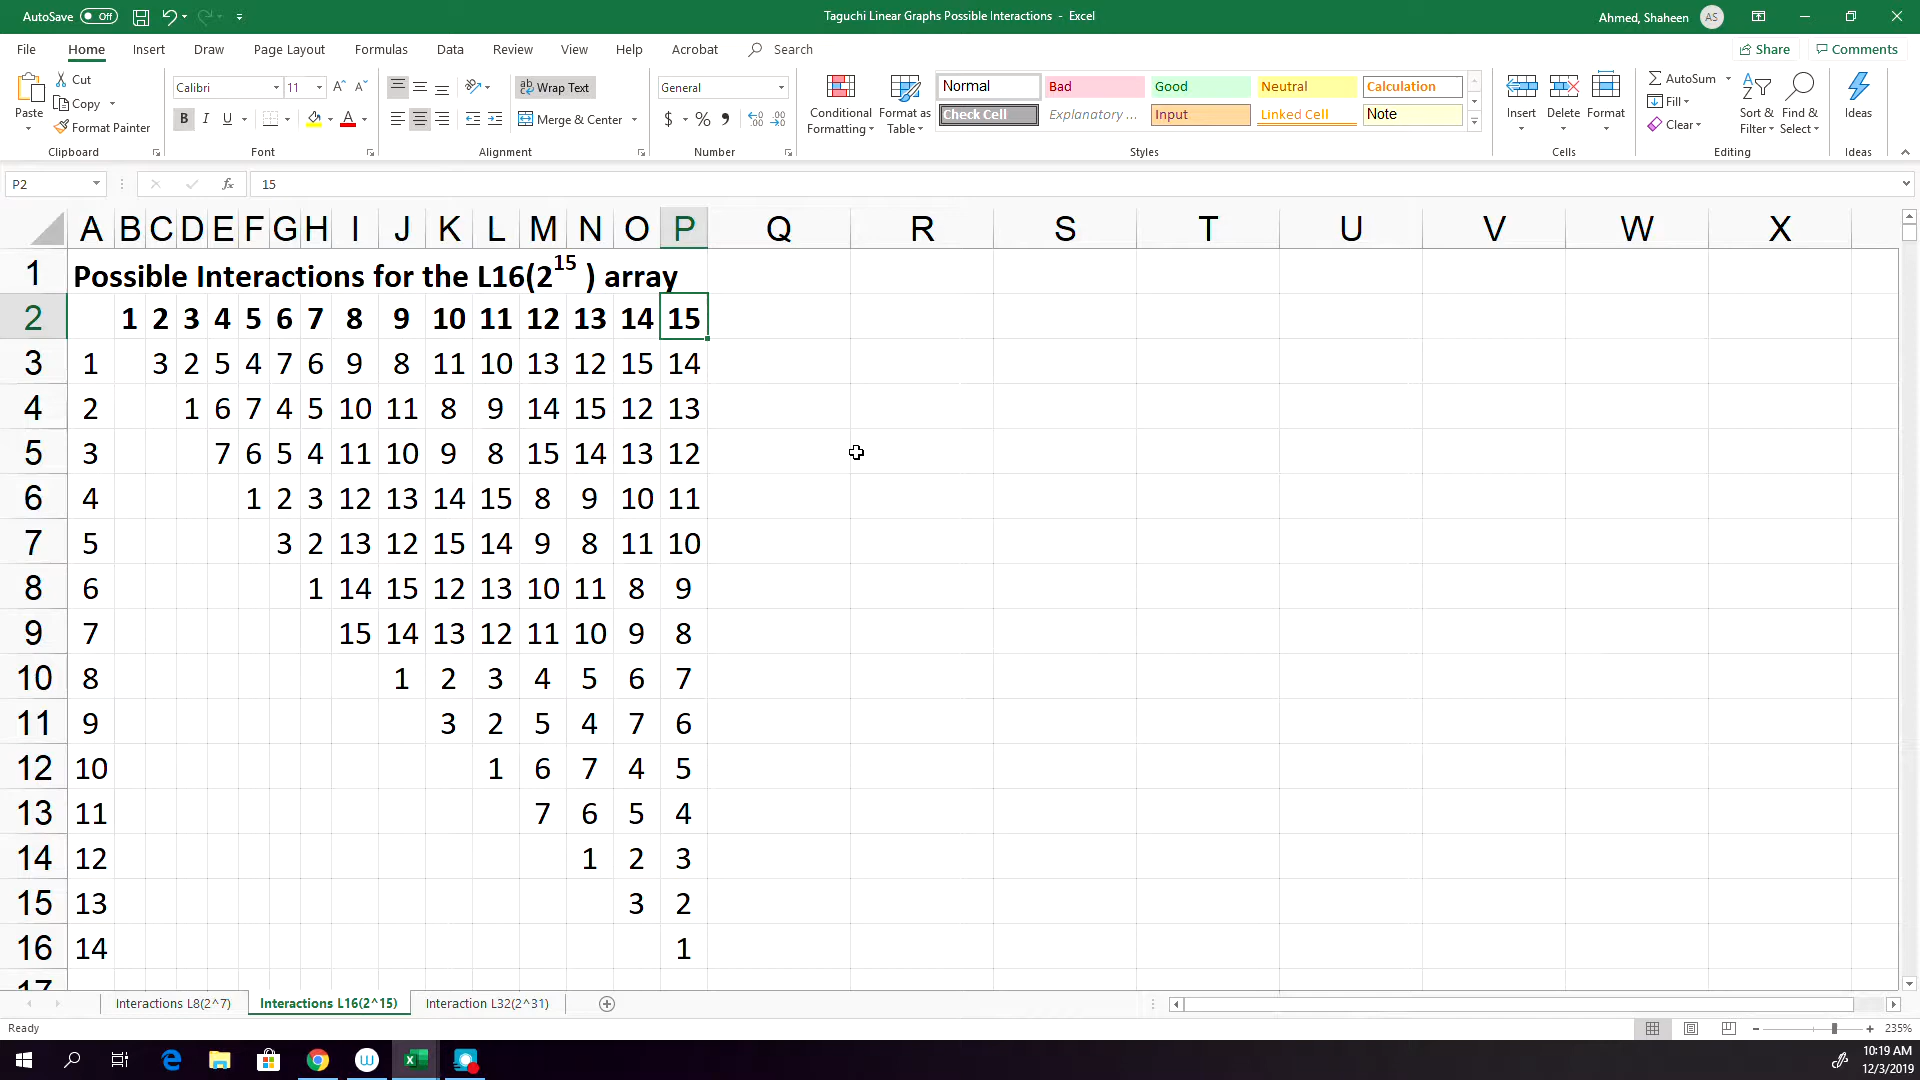 AutoSave Off
Taguchi Linear Graphs Possible Interactions - Excel
Ahmed, Shaheen AS
File Home Insert Draw Page Layout Formulas Data Review View Help Acrobat Search Share Comments
Paste Cut Copy Format Painter
Clipboard
Calibri 11
B I U A
Font
ab Wrap Text
Merge & Center
Alignment
General
$ % 9
Number
Conditional Formatting Format as Table
Normal Bad Good Neutral Calculation
Check Cell Explanatory ... Input Linked Cell Note
Styles
Insert Delete Format
Cells
AutoSum Fill Clear Sort & Filter Find & Select
Editing
Ideas
Ideas
P2 fx 15
A B C D E F G H I J K L M N O P Q R S T U V W X
1 Possible Interactions for the L16(2^15 ) array
2 1 2 3 4 5 6 7 8 9 10 11 12 13 14 15
3 1 3 2 5 4 7 6 9 8 11 10 13 12 15 14
4 2 1 6 7 4 5 10 11 8 9 14 15 12 13
5 3 7 6 5 4 11 10 9 8 15 14 13 12
6 4 1 2 3 12 13 14 15 8 9 10 11
7 5 3 2 13 12 15 14 9 8 11 10
8 6 1 14 15 12 13 10 11 8 9
9 7 15 14 13 12 11 10 9 8
10 8 1 2 3 4 5 6 7
11 9 3 2 5 4 7 6
12 10 1 6 7 4 5
13 11 7 6 5 4
14 12 1 2 3
15 13 3 2
16 14 1
17
Interactions L8(2^7) Interactions L16(2^15) Interaction L32(2^31)
Ready
235%
10:19 AM
12/3/2019